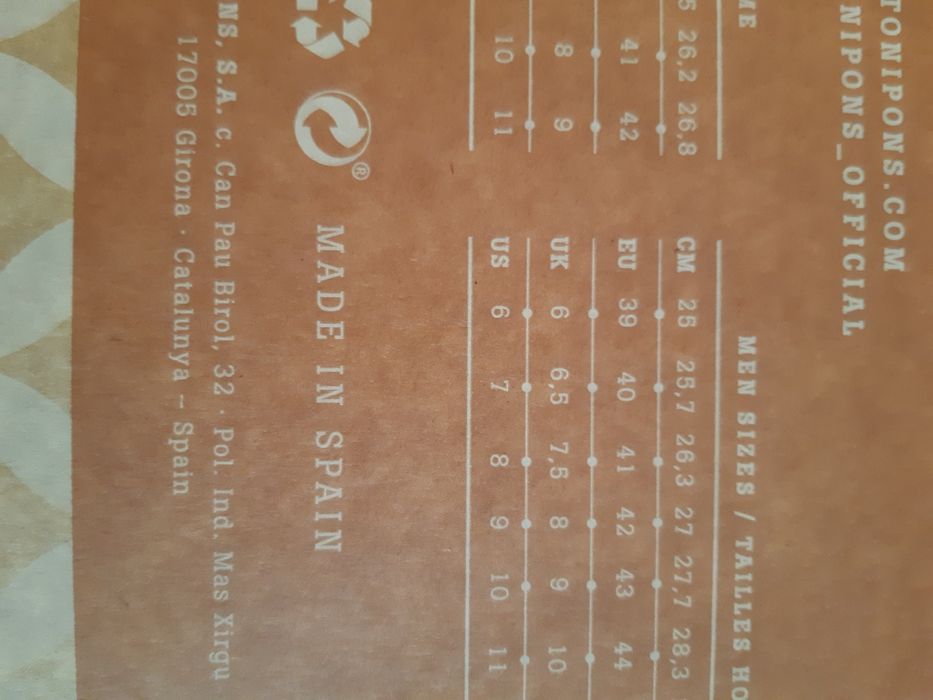 TONIPONS.COM
NIPONS_OFFICIAL
ME
26,2 26,8
41 42
8 9
10 11
MEN SIZES / TAILLES HO
CM 25 25,7 26,3 27 27,7 28,3
EU 39 40 41 42 43 44
UK 6 6,5 7,5 8 9 10
US 6 7 8 9 10 11
® MADE IN SPAIN
NS, S.A. c. Can Pau Birol, 32 · Pol. Ind. Mas Xirgu
17005 Girona · Catalunya -- Spain